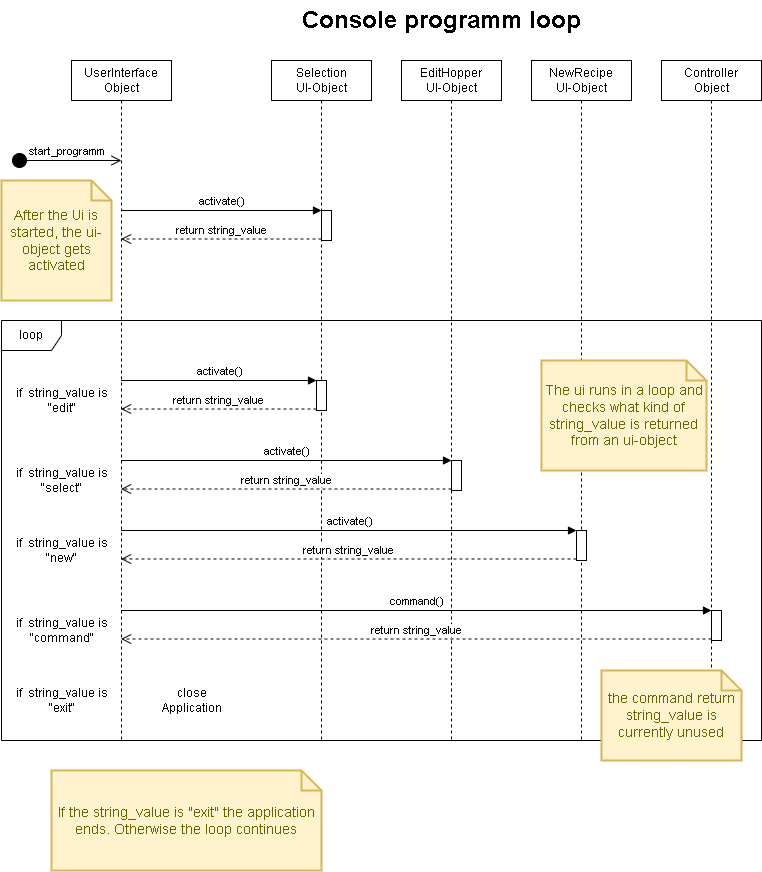 Console programm loop
UserInterface
Object
Selection
UI-Object
EditHopper
UI-Object
NewRecipe
UI-Object
Controller
Object
start_programm
After the Ui is
started, the ui-
object gets
activated
activate()
return string_value
loop
if string_value is
"edit"
activate()
return string_value
The ui runs in a loop and
checks what kind of
string_value is returned
from an ui-object
if string_value is
"select"
activate()
return string_value
if string_value is
"new"
activate()
return string_value
if string_value is
"command"
command()
return string_value
if string_value is
"exit"
close
Application
the command return
string_value is
currently unused
If the string_value is "exit" the application
ends. Otherwise the loop continues